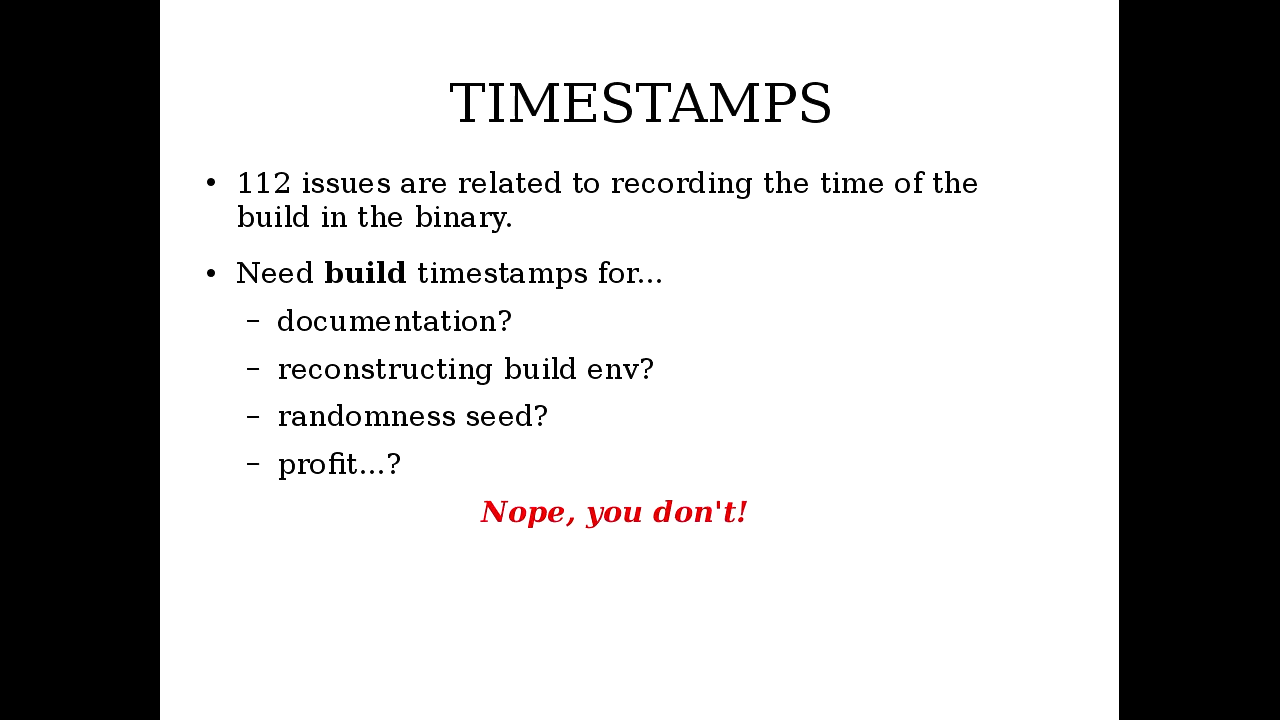 TIMESTAMPS
• 112 issues are related to recording the time of the
build in the binary.
• Need build timestamps for...
– documentation?
– reconstructing build env?
– randomness seed?
– profit...?
Nope, you don't!